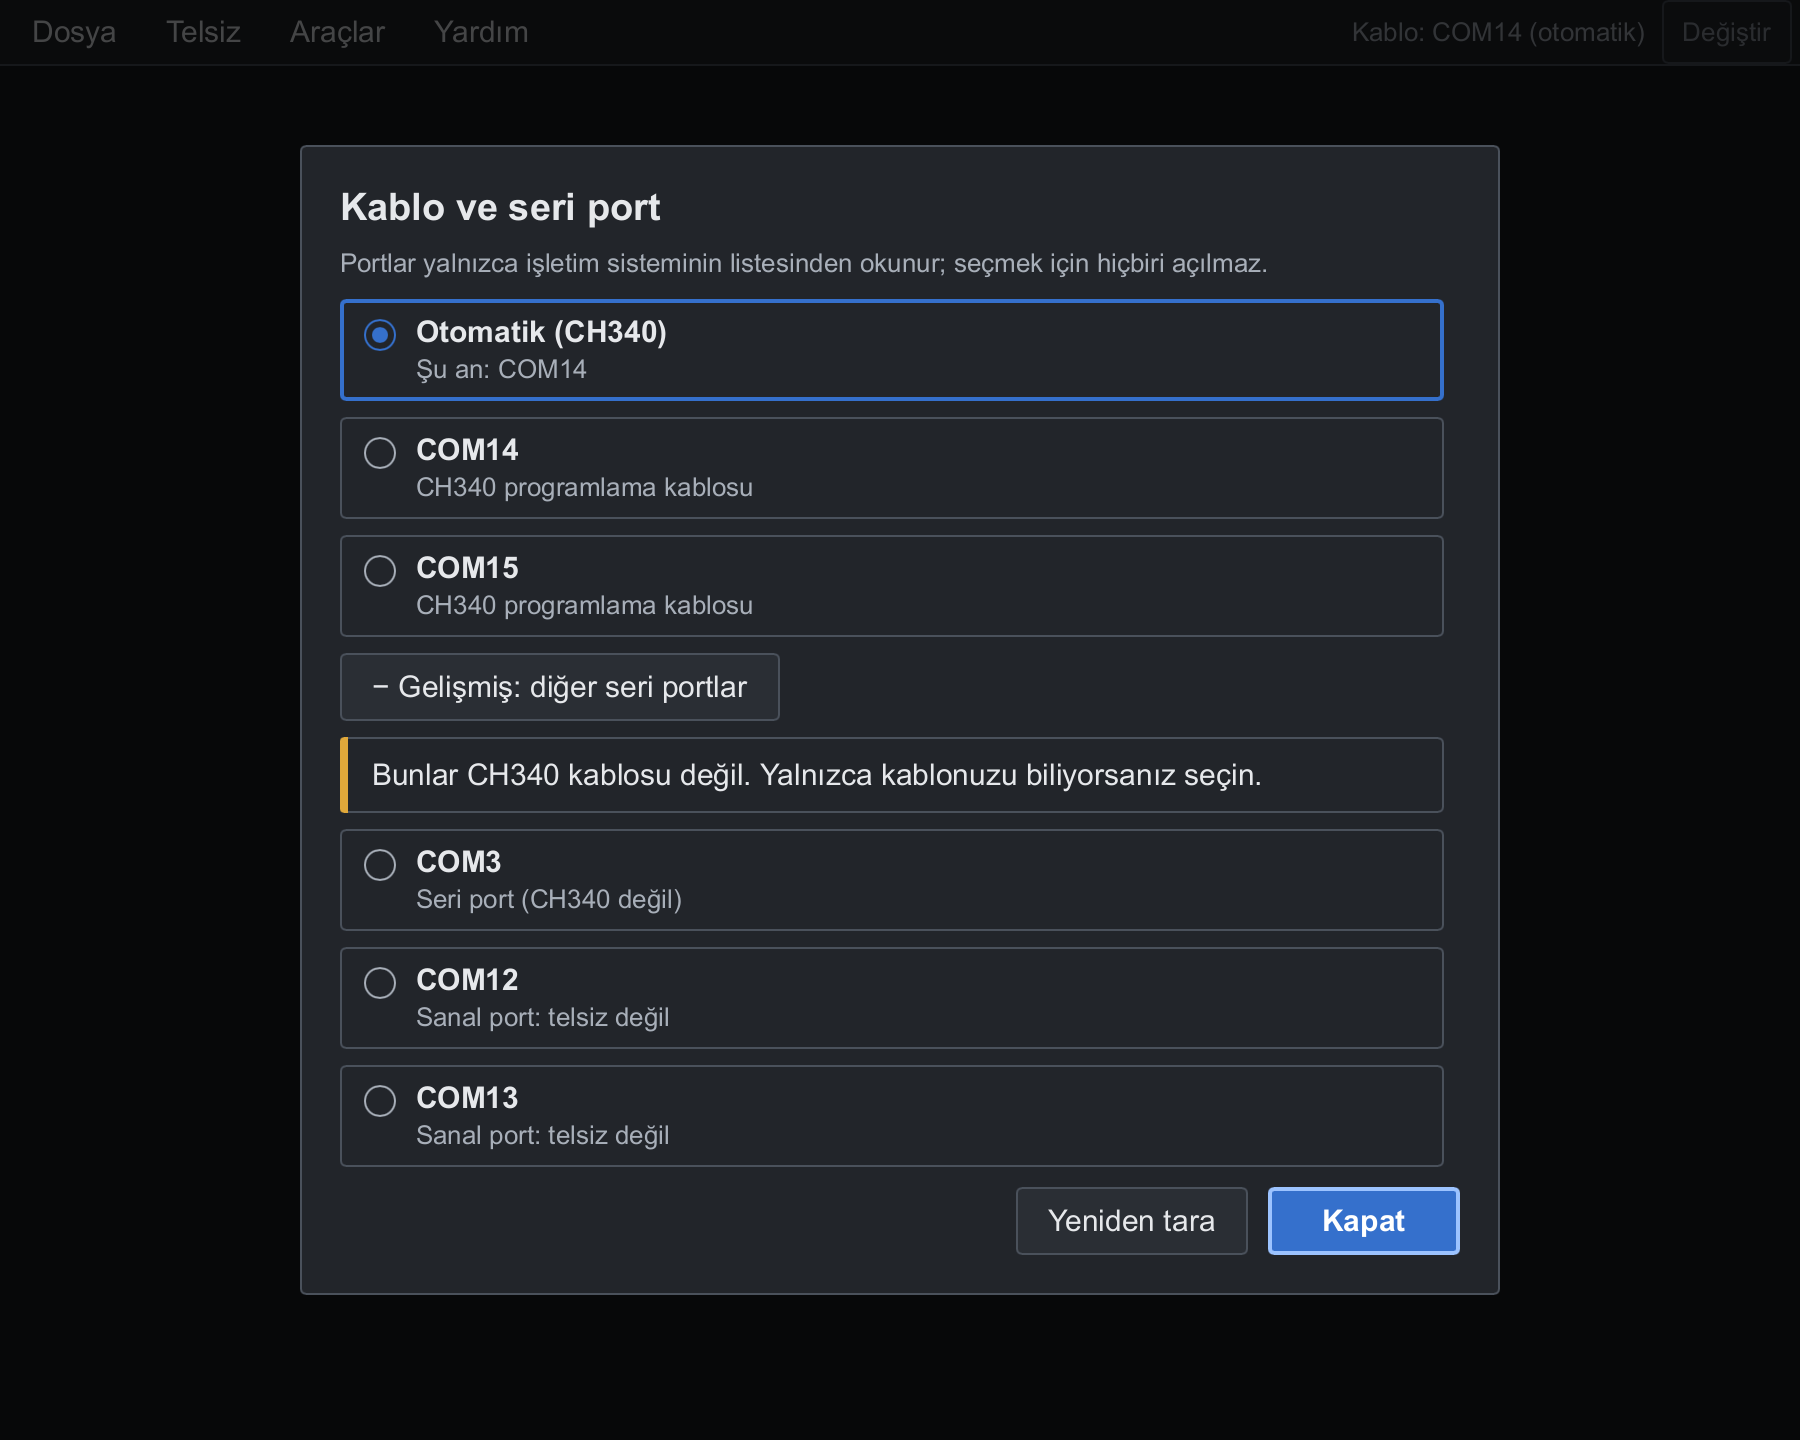 Dosya Telsiz Araçlar Yardım Kablo: COM14 (otomatik) Değiştir
Kablo ve seri port
Portlar yalnızca işletim sisteminin listesinden okunur; seçmek için hiçbiri açılmaz.
Otomatik (CH340)
Şu an: COM14
COM14
CH340 programlama kablosu
COM15
CH340 programlama kablosu
− Gelişmiş: diğer seri portlar
Bunlar CH340 kablosu değil. Yalnızca kablonuzu biliyorsanız seçin.
COM3
Seri port (CH340 değil)
COM12
Sanal port: telsiz değil
COM13
Sanal port: telsiz değil
Yeniden tara Kapat